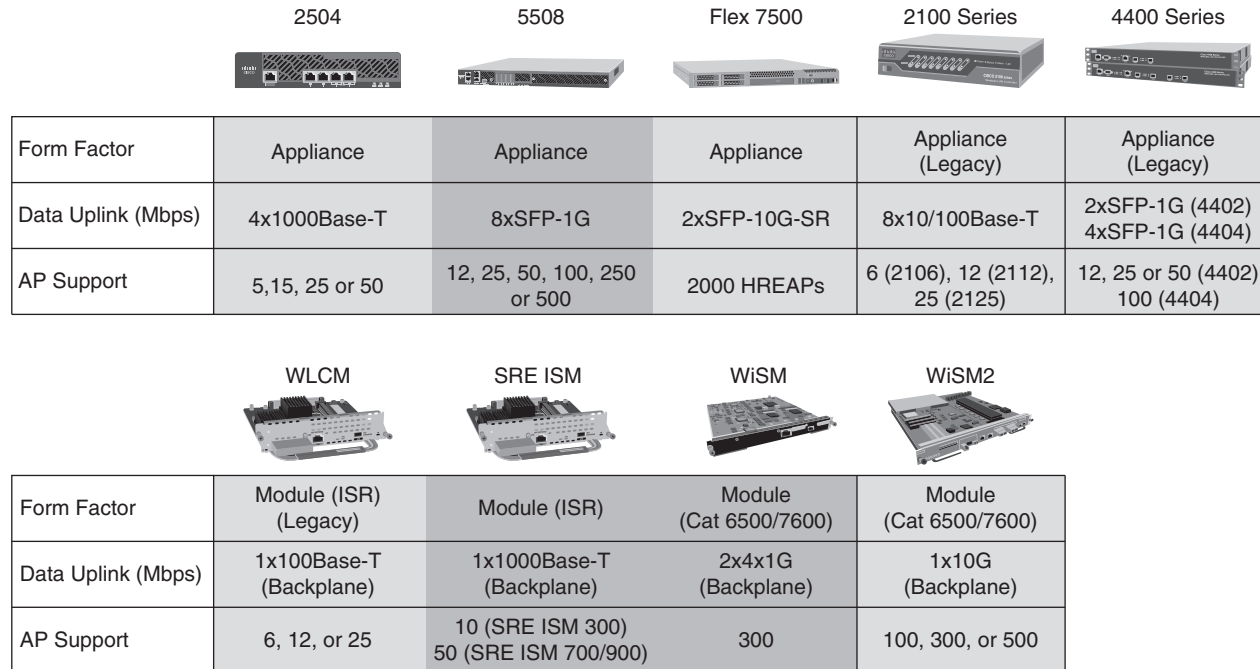 2504
5508
Flex 7500
2100 Series
4400 Series
Form Factor
Appliance
Appliance
Appliance
Appliance
(Legacy)
Appliance
(Legacy)
Data Uplink (Mbps)
4x1000Base-T
8xSFP-1G
2xSFP-10G-SR
8x10/100Base-T
2xSFP-1G (4402)
4xSFP-1G (4404)
AP Support
5,15, 25 or 50
12, 25, 50, 100, 250
or 500
2000 HREAPs
6 (2106), 12 (2112),
25 (2125)
12, 25 or 50 (4402)
100 (4404)
WLCM
SRE ISM
WiSM
WiSM2
Form Factor
Module (ISR)
(Legacy)
Module (ISR)
Module
(Cat 6500/7600)
Module
(Cat 6500/7600)
Data Uplink (Mbps)
1x100Base-T
(Backplane)
1x1000Base-T
(Backplane)
2x4x1G
(Backplane)
1x10G
(Backplane)
AP Support
6, 12, or 25
10 (SRE ISM 300)
50 (SRE ISM 700/900)
300
100, 300, or 500